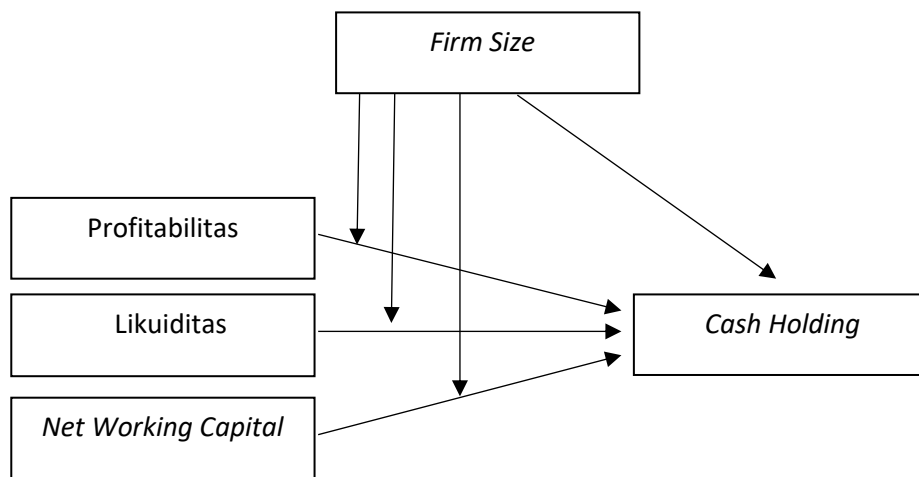 Firm Size
Profitabilitas
Likuiditas
Cash Holding
Net Working Capital